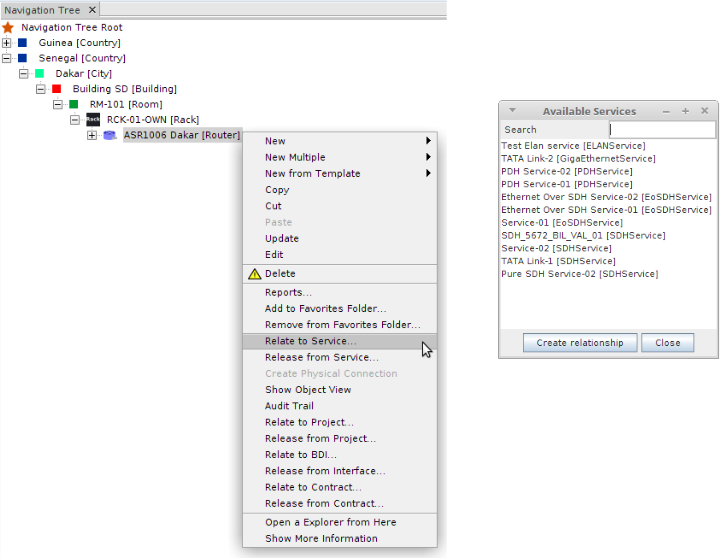 Navigation Tree
Navigation Tree Root
Guinea [Country]
Senegal [Country]
Dakar [City]
Building SD [Building]
RM-101 [Room]
Rack RCK-01-OWN [Rack]
ASR1006 Dakar [Router]
New
New Multiple
New from Template
Copy
Cut
Paste
Update
Edit
Delete
Reports...
Add to Favorites Folder...
Remove from Favorites Folder...
Relate to Service...
Release from Service...
Create Physical Connection
Show Object View
Audit Trail
Relate to Project...
Release from Project...
Relate to BDI...
Release from Interface...
Relate to Contract...
Release from Contract...
Open a Explorer from Here
Show More Information
Available Services
Search
Test Elan service [ELANService]
TATA Link-2 [GigaEthernetService]
PDH Service-02 [PDHService]
PDH Service-01 [PDHService]
Ethernet Over SDH Service-02 [EoSDHService]
Ethernet Over SDH Service-01 [EoSDHService]
Service-01 [EoSDHService]
SDH_5672_BIL_VAL_01 [SDHService]
Service-02 [SDHService]
TATA Link-1 [SDHService]
Pure SDH Service-02 [SDHService]
Create relationship
Close